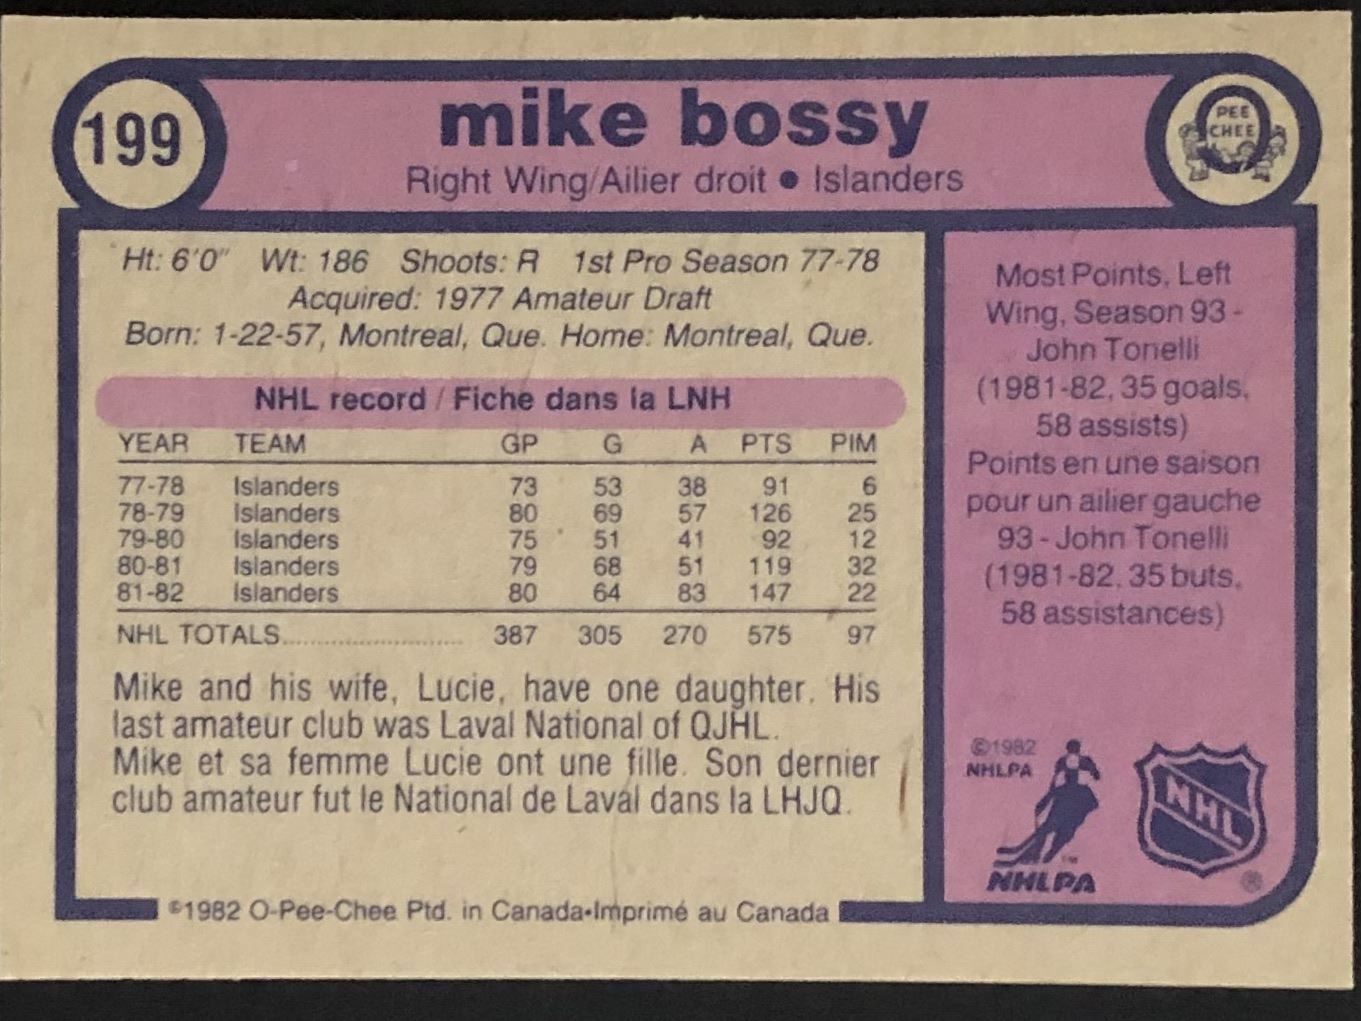 199
mike bossy
Right Wing/Ailier droit • Islanders
PEE
CHEE
Ht: 6'0" Wt: 186 Shoots: R 1st Pro Season 77-78
Acquired: 1977 Amateur Draft
Born: 1-22-57, Montreal, Que. Home: Montreal, Que.
NHL record / Fiche dans la LNH
YEAR TEAM GP G A PTS PIM
77-78 Islanders 73 53 38 91 6
78-79 Islanders 80 69 57 126 25
79-80 Islanders 75 51 41 92 12
80-81 Islanders 79 68 51 119 32
81-82 Islanders 80 64 83 147 22
NHL TOTALS...................... 387 305 270 575 97
Mike and his wife, Lucie, have one daughter. His
last amateur club was Laval National of QJHL.
Mike et sa femme Lucie ont une fille. Son dernier
club amateur fut le National de Laval dans la LHJQ.
©1982 O-Pee-Chee Ptd. in Canada•Imprimé au Canada
Most Points, Left
Wing, Season 93 -
John Tonelli
(1981-82, 35 goals,
58 assists)
Points en une saison
pour un ailier gauche
93 - John Tonelli
(1981-82, 35 buts,
58 assistances)
©1982
NHLPA
™
NHLPA
NHL
®